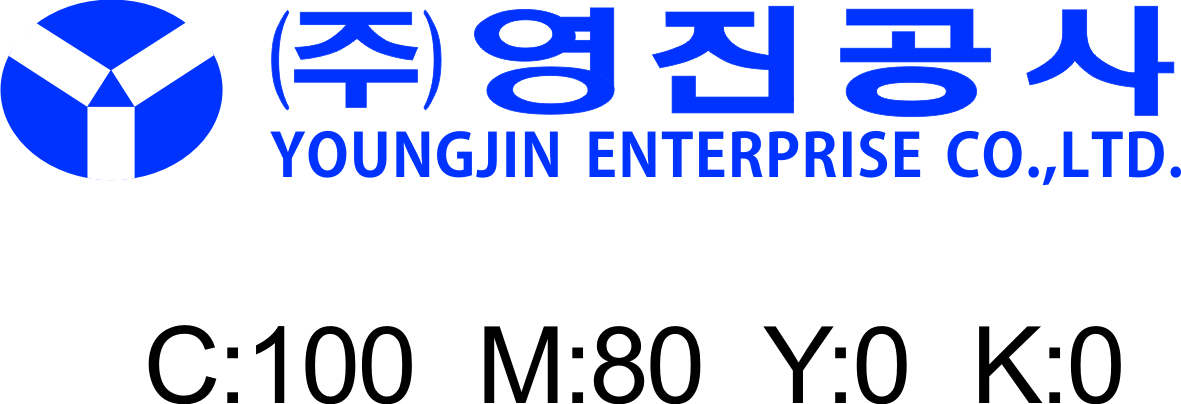 (주)영진공사
YOUNGJIN ENTERPRISE CO.,LTD.
C:100 M:80 Y:0 K:0